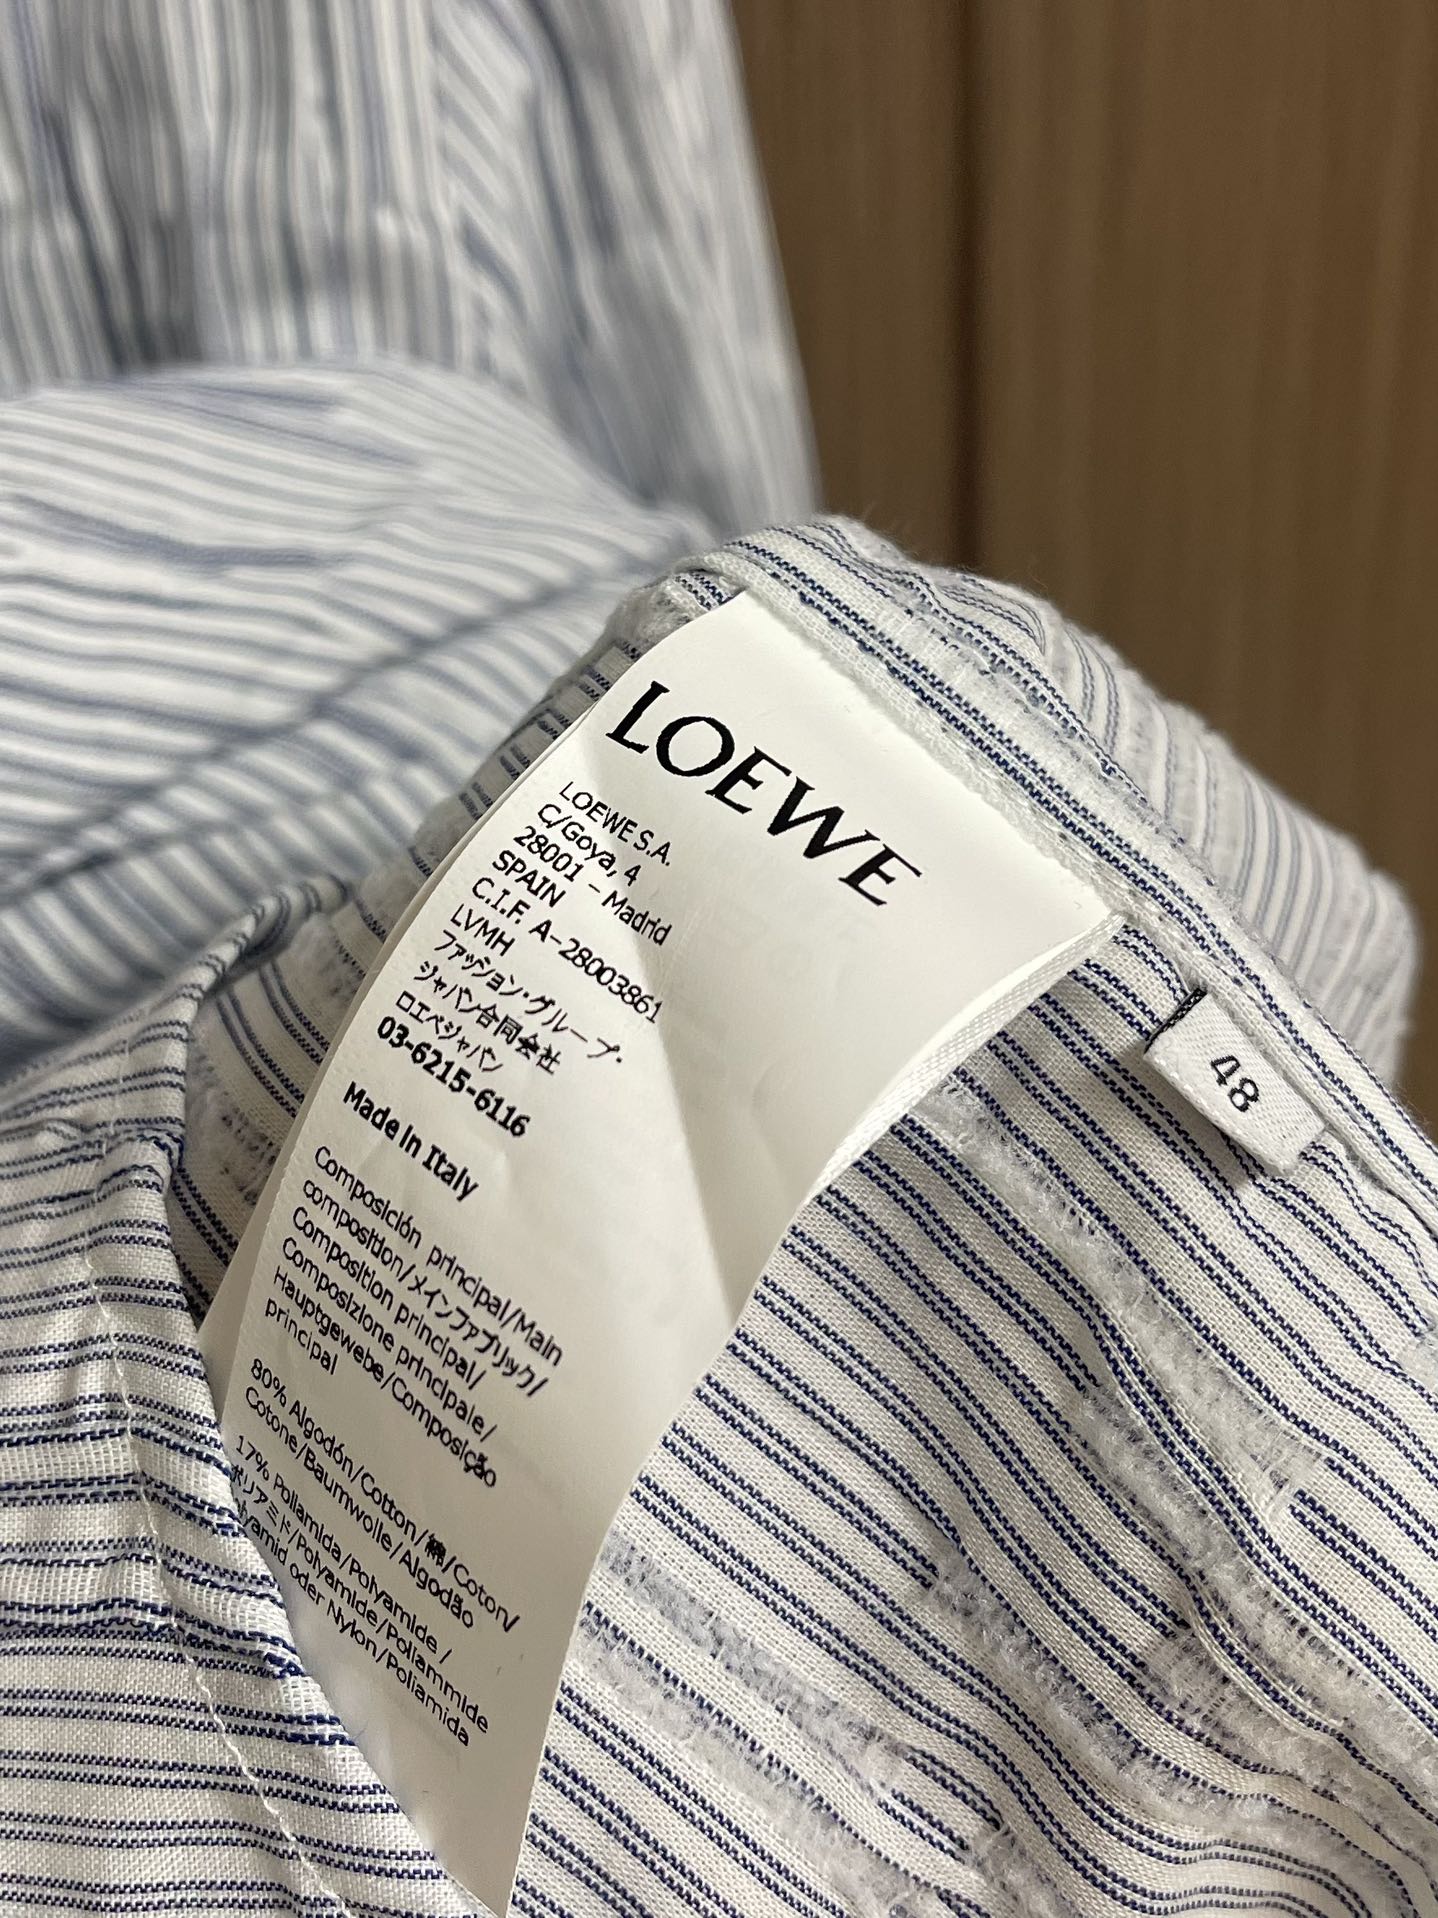 LOEWE
LOEWE S.A.
C/Goya, 4
28001 - Madrid
SPAIN
C.I.F. A-28003861
LVMH
ファッション・グループ・
ジャパン合同会社
ロエベジャパン
03-6215-6116
Made in Italy
Composición principal/Main
composition/メインファブリック/
Composition principal/
Composizione principale/
Hauptgewebe/Composição
principal
80% Algodón/Cotton/綿/Coton/
Cotone/Baumwolle/Algodão
17% Poliamida/Polyamide /
ポリアミド/Polyamide/Poliammide
/Polyamid oder Nylon/Poliamida
48